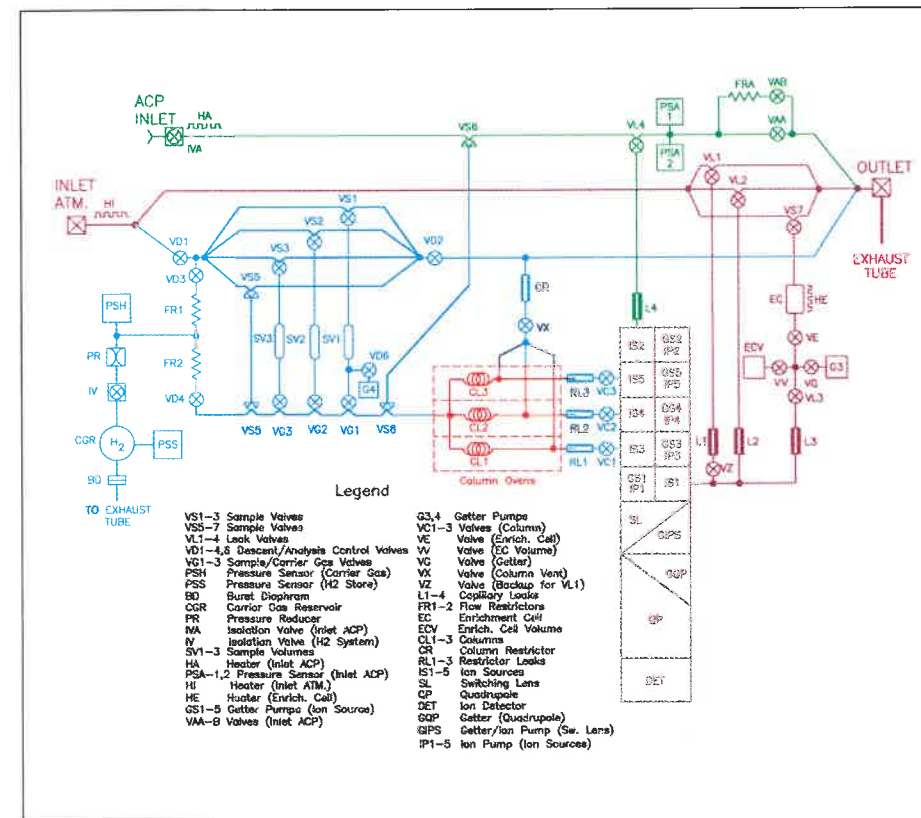 ACP
INLET
HA
IVA
VS6
VL4
PSA
1
PSA
2
FRA
VAB
VAA
INLET
ATM.
HI
VL1
VL2
VS7
OUTLET
EXHAUST
TUBE
VD1
VS1
VS2
VS3
VS5
VD2
VD3
PSH
FR1
PR
FR2
IV
VD4
CGR
H2
PSS
BD
TO EXHAUST
TUBE
SV3
SV2
SV1
VD6
G4
VS5
VG3
VG2
VG1
VS6
CR
VX
CL3
CL2
CL1
Column Ovens
RL3
VC3
RL2
VC2
RL1
VC1
L4
IS2
GS2
IP2
IS5
GS5
IP5
IS4
GS4
IP4
IS3
GS3
IP3
GS1
IP1
IS1
SL
GIPS
GQP
QP
DET
EC
HE
VE
ECV
VV
VG
G3
VL3
L1
L2
L3
VZ
Legend
VS1-3 Sample Valves
VS5-7 Sample Valves
VL1-4 Leak Valves
VD1-4,6 Descent/Analysis Control Valves
VG1-3 Sample/Carrier Gas Valves
PSH Pressure Sensor (Carrier Gas)
PSS Pressure Sensor (H2 Store)
BD Burst Diaphram
CGR Carrier Gas Reservoir
PR Pressure Reducer
IVA Isolation Valve (Inlet ACP)
IV Isolation Valve (H2 System)
SV1-3 Sample Volumes
HA Heater (Inlet ACP)
PSA-1,2 Pressure Sensor (Inlet ACP)
HI Heater (Inlet ATM.)
HE Heater (Enrich. Cell)
GS1-5 Getter Pumps (Ion Source)
VAA-B Valves (Inlet ACP)
G3,4 Getter Pumps
VC1-3 Valves (Column)
VE Valve (Enrich. Cell)
VV Valve (EC Volume)
VG Valve (Getter)
VX Valve (Column Vent)
VZ Valve (Backup for VL1)
L1-4 Capillary Leaks
FR1-2 Flow Restrictors
EC Enrichment Cell
ECV Enrich. Cell Volume
CL1-3 Columns
CR Column Restrictor
RL1-3 Restrictor Leaks
IS1-5 Ion Sources
SL Switching Lens
QP Quadrupole
DET Ion Detector
GQP Getter (Quadrupole)
GIPS Getter/Ion Pump (Sw. Lens)
IP1-5 Ion Pump (Ion Sources)